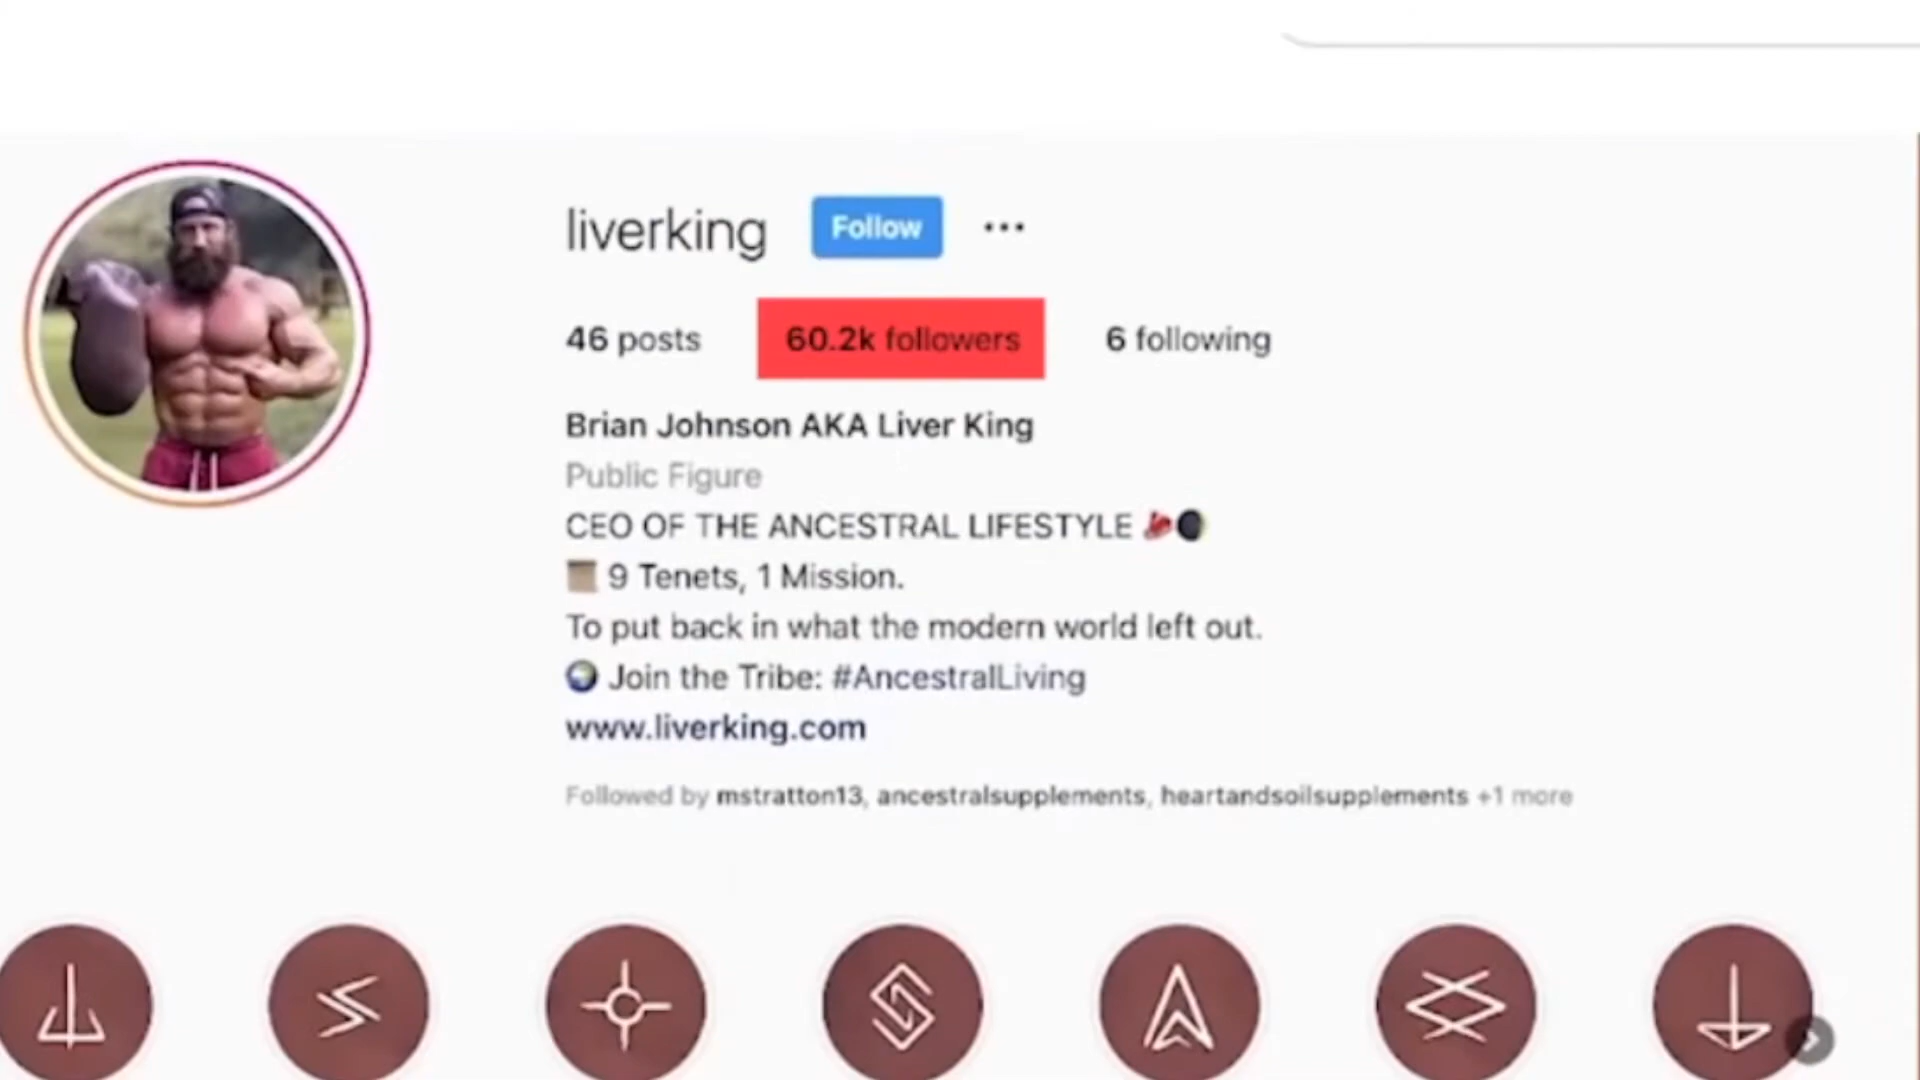 liverking Follow
46 posts 60.2k followers 6 following
Brian Johnson AKA Liver King
Public Figure
CEO OF THE ANCESTRAL LIFESTYLE
9 Tenets, 1 Mission.
To put back in what the modern world left out.
Join the Tribe: #AncestralLiving
www.liverking.com
Followed by mstratton13, ancestralsupplements, heartandsoilsupplements +1 more